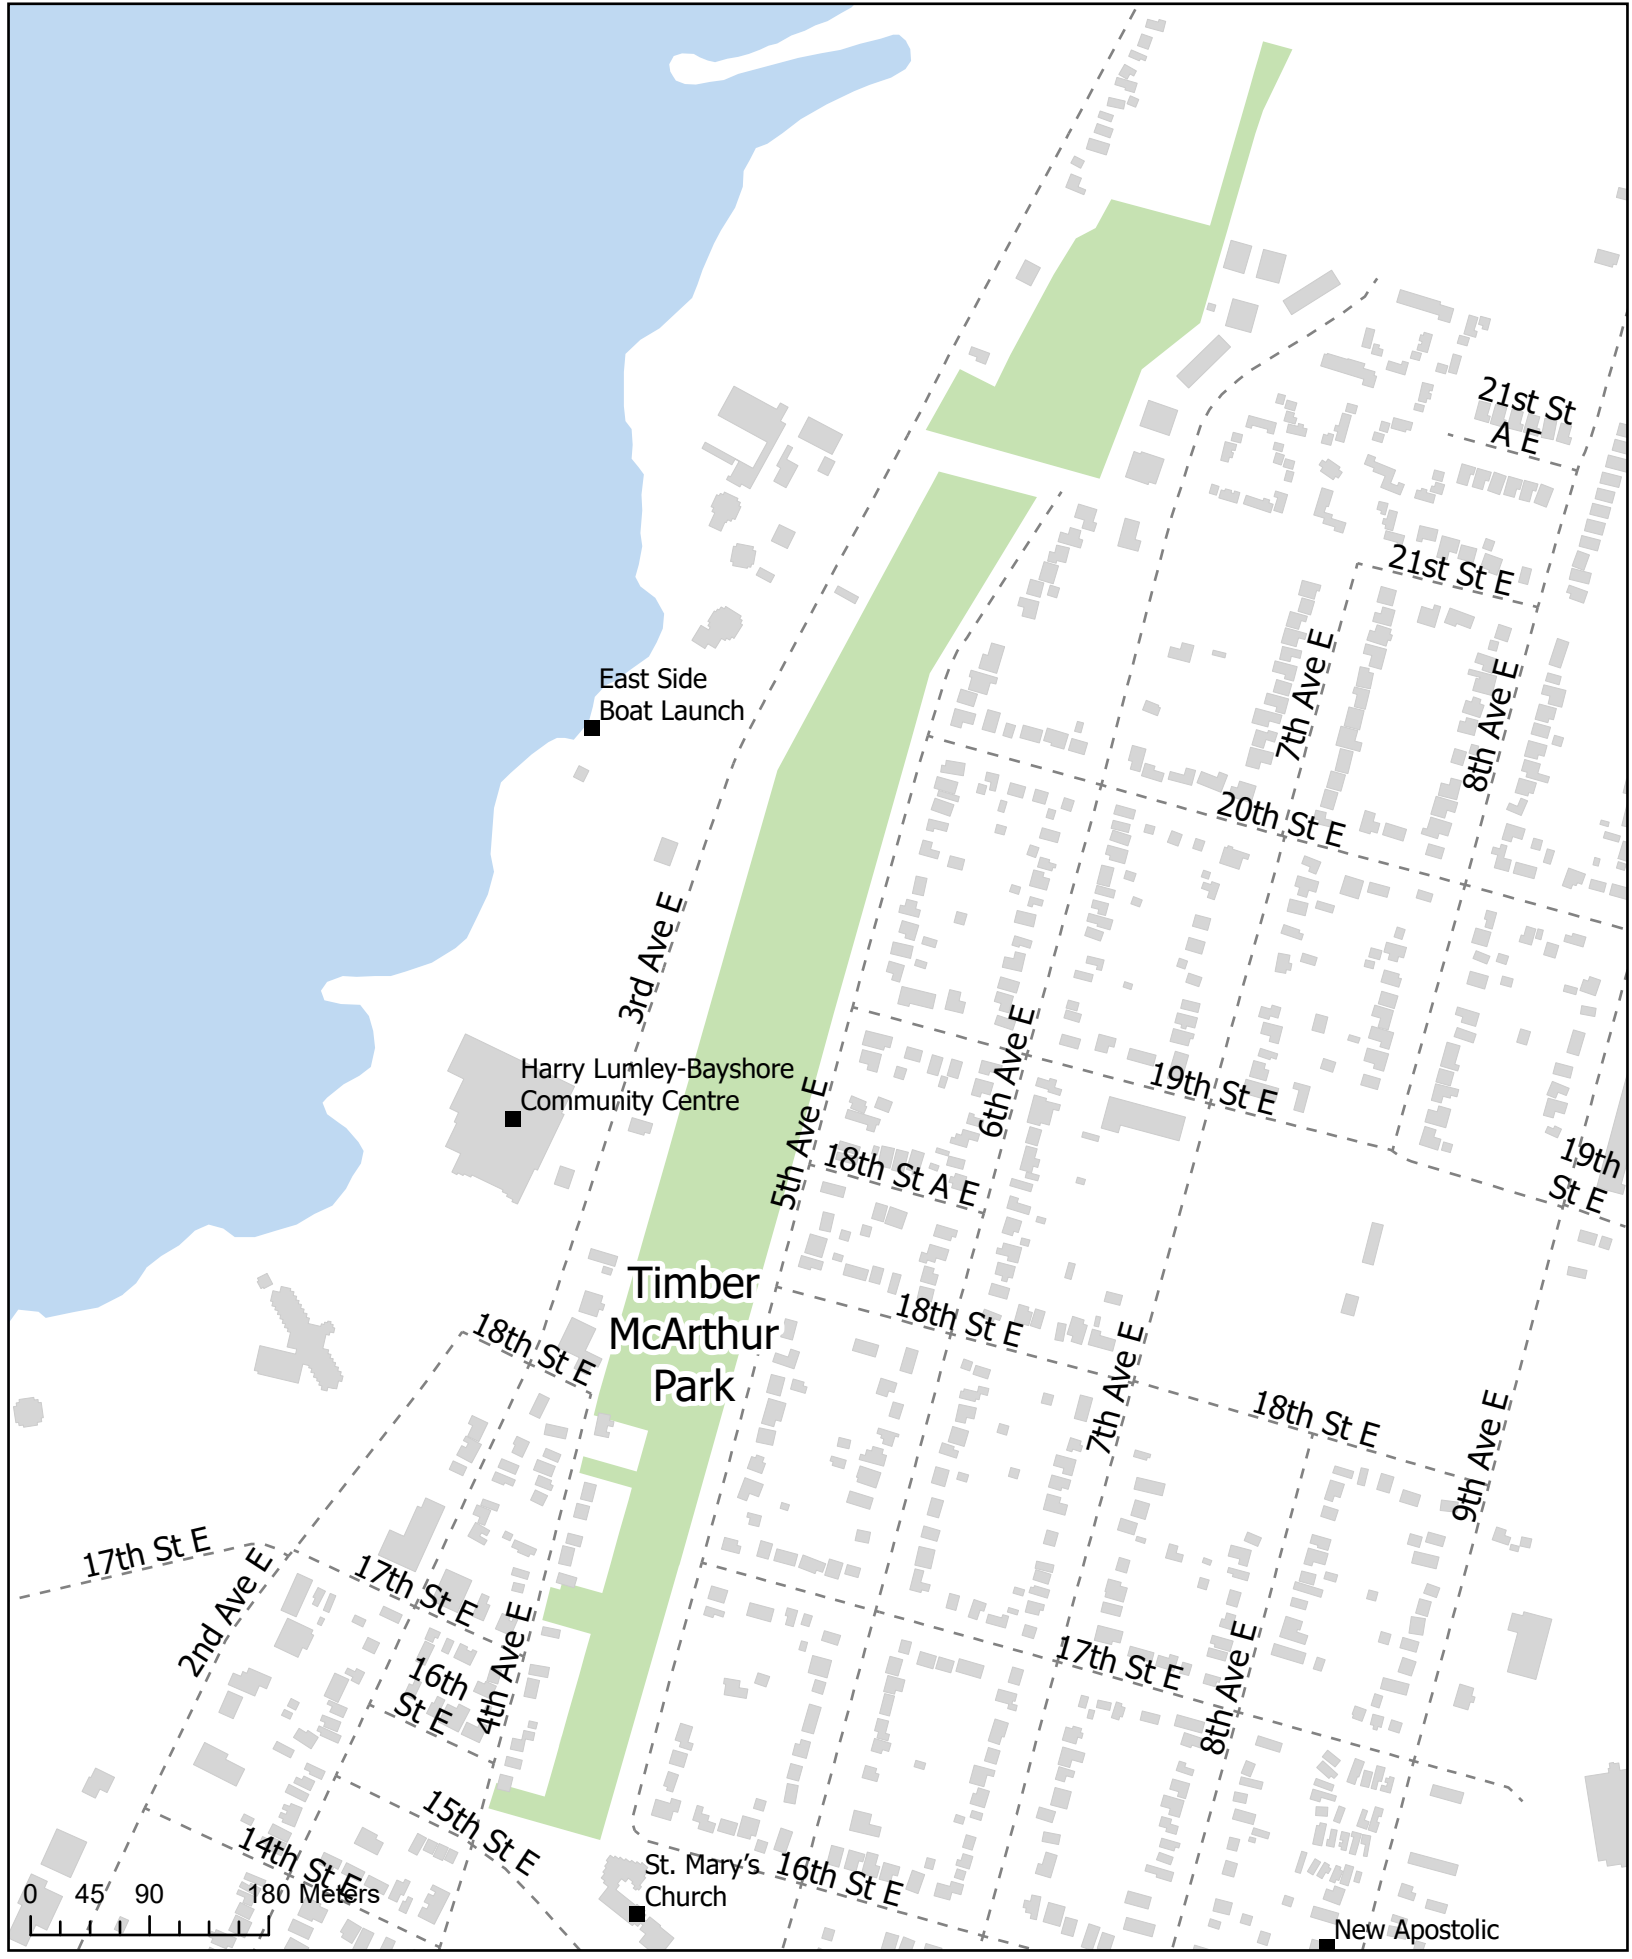 21st St
A E
21st St E
7th Ave E
8th Ave E
East Side
Boat Launch
20th St E
3rd Ave E
Harry Lumley-Bayshore
Community Centre
6th Ave E
19th St E
5th Ave E
18th St A E
19th
St E
Timber
McArthur
Park
18th St E
18th St E
7th Ave E
18th St E
9th Ave E
17th St E
2nd Ave E
17th St E
16th
St E
4th Ave E
17th St E
8th Ave E
15th St E
14th St E
St. Mary's
Church
16th St E
0 45 90 180 Meters
New Apostolic